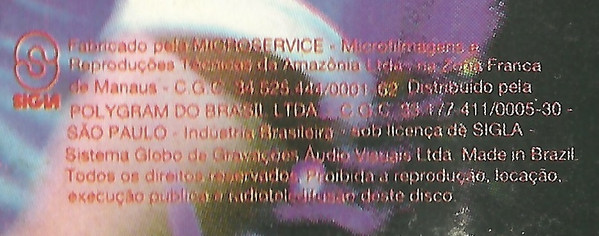 SIGLA
Fabricado pela MICROSERVICE - Microfilmagens e
Reproduções Técnicas da Amazônia Ltda. na Zona Franca
de Manaus - C.G.C. 34.525.444/0001-02 Distribuído pela
POLYGRAM DO BRASIL LTDA. - C.G.C. 33.177.411/0005-30 -
SÃO PAULO - Indústria Brasileira - sob licença de SIGLA -
Sistema Globo de Gravações Áudio Visuais Ltda. Made in Brazil.
Todos os direitos reservados. Proibida a reprodução, locação,
execução pública e radioteledifusão deste disco.